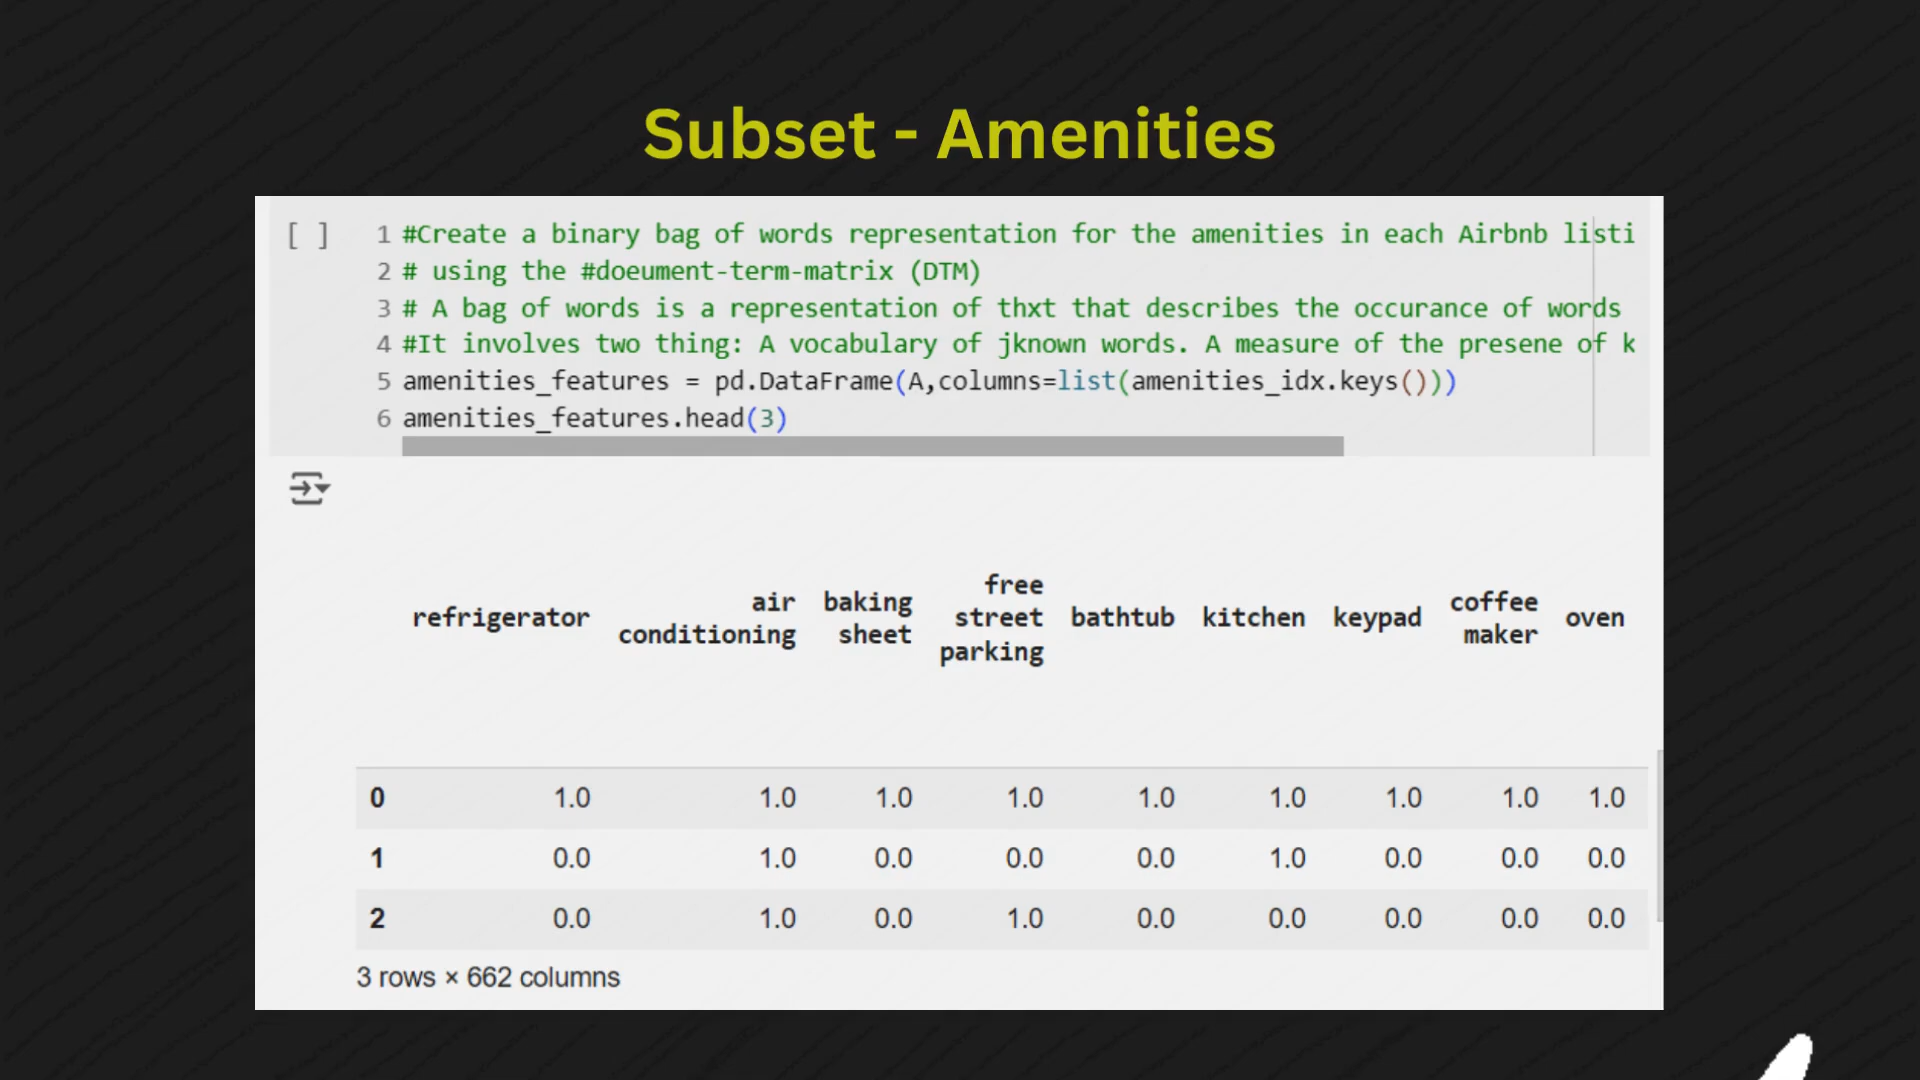 Subset - Amenities
[ ]
1 #Create a binary bag of words representation for the amenities in each Airbnb listi
2 # using the #doeument-term-matrix (DTM)
3 # A bag of words is a representation of thxt that describes the occurance of words
4 #It involves two thing: A vocabulary of jknown words. A measure of the presene of k
5 amenities_features = pd.DataFrame(A,columns=list(amenities_idx.keys()))
6 amenities_features.head(3)
refrigerator air conditioning baking sheet free street parking bathtub kitchen keypad coffee maker oven
0 1.0 1.0 1.0 1.0 1.0 1.0 1.0 1.0 1.0
1 0.0 1.0 0.0 0.0 0.0 1.0 0.0 0.0 0.0
2 0.0 1.0 0.0 1.0 0.0 0.0 0.0 0.0 0.0
3 rows × 662 columns